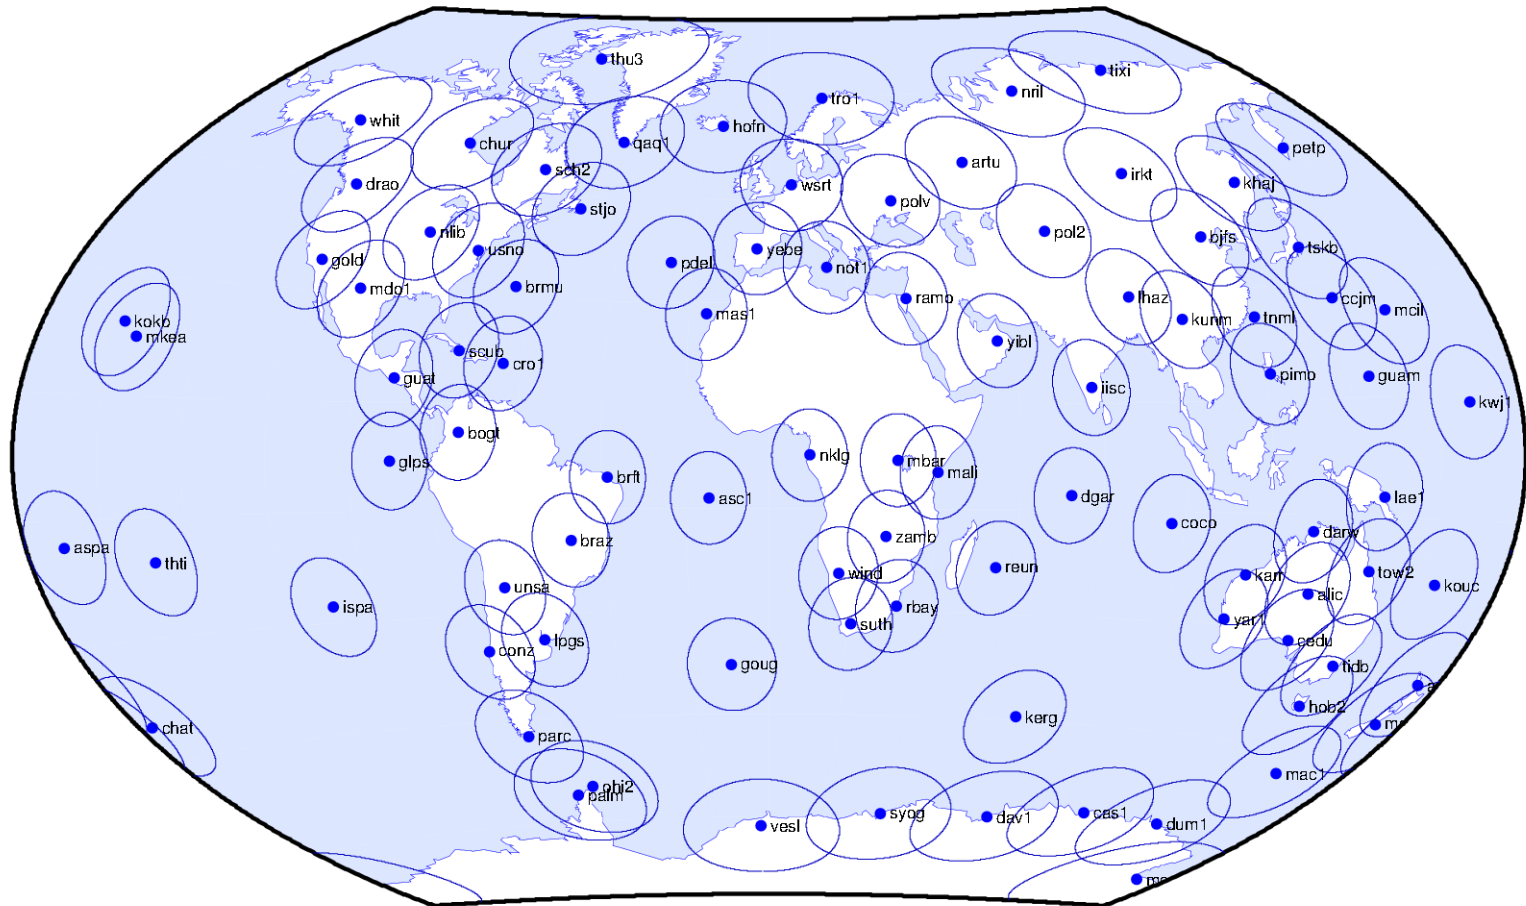 thu3
tixi
nril
tro1
whit
hofn
chur
qaq1
petp
artu
sch2
irkt
khaj
drao
wsrt
polv
stjo
nlib
pol2
bjfs
usno
yebe
tskb
gold
pdel
not1
mdo1
brmu
ramo
lhaz
ccjm
mcil
mas1
kokb
kunm
tnml
mkea
yibl
scub
cro1
guat
pimo
guam
iisc
kwj1
bogt
nklg
mbar
glps
mali
brft
asc1
dgar
lae1
coco
darw
zamb
braz
aspa
thti
reun
wind
karr
tow2
unsa
kouc
alic
ispa
rbay
yar1
suth
lpgs
cedu
conz
goug
tidb
hob2
kerg
chat
parc
mac1
ohi2
palm
syog
cas1
dav1
vesl
dum1